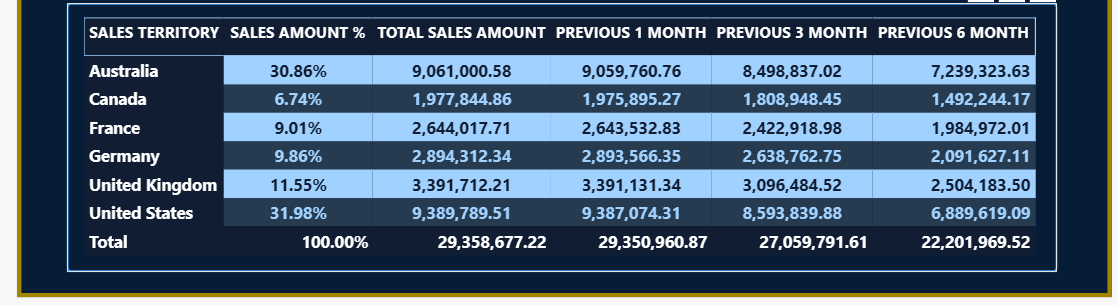 SALES TERRITORY SALES AMOUNT % TOTAL SALES AMOUNT PREVIOUS 1 MONTH PREVIOUS 3 MONTH PREVIOUS 6 MONTH
Australia 30.86% 9,061,000.58 9,059,760.76 8,498,837.02 7,239,323.63
Canada 6.74% 1,977,844.86 1,975,895.27 1,808,948.45 1,492,244.17
France 9.01% 2,644,017.71 2,643,532.83 2,422,918.98 1,984,972.01
Germany 9.86% 2,894,312.34 2,893,566.35 2,638,762.75 2,091,627.11
United Kingdom 11.55% 3,391,712.21 3,391,131.34 3,096,484.52 2,504,183.50
United States 31.98% 9,389,789.51 9,387,074.31 8,593,839.88 6,889,619.09
Total 100.00% 29,358,677.22 29,350,960.87 27,059,791.61 22,201,969.52